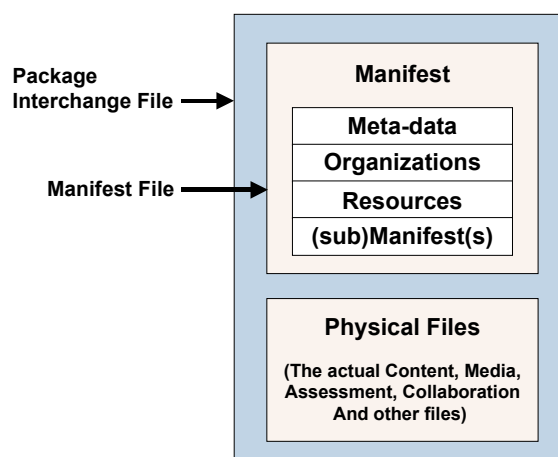 Package
Interchange File
Manifest File
Manifest
Meta-data
Organizations
Resources
(sub)Manifest(s)
Physical Files
(The actual Content, Media,
Assessment, Collaboration
And other files)